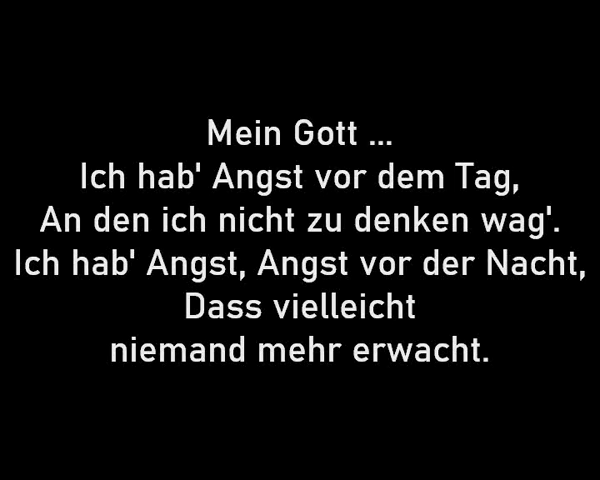 Mein Gott ...
Ich hab' Angst vor dem Tag,
An den ich nicht zu denken wag'.
Ich hab' Angst, Angst vor der Nacht,
Dass vielleicht
niemand mehr erwacht.